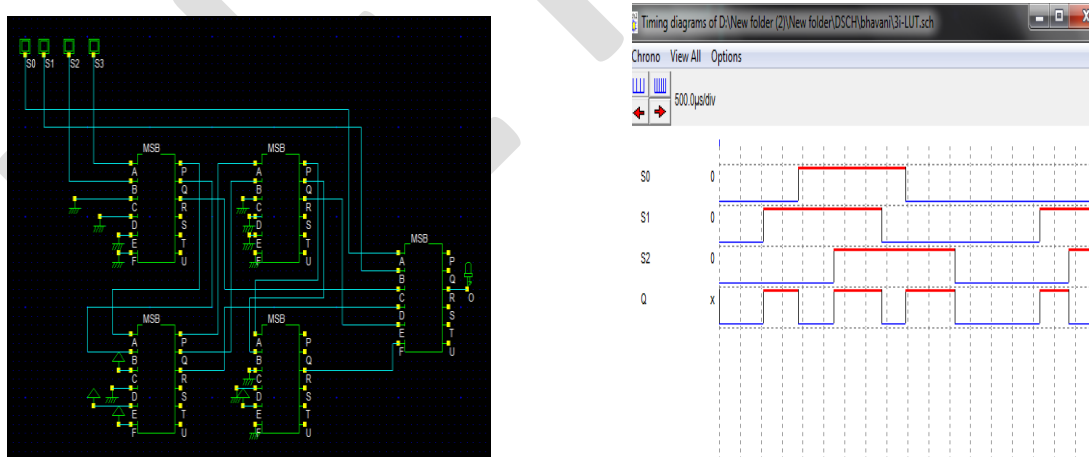 S0 S1 S2 S3
MSB
A P
B Q
C R
D S
E T
F U
MSB
A P
B Q
C R
D S
E T
F U
MSB
A P
B Q
C R
D S
E T
F U
O
MSB
A P
B Q
C R
D S
E T
F U
MSB
A P
B Q
C R
D S
E T
F U
Timing diagrams of D:\New folder (2)\New folder\DSCH\bhavani\3i-LUT.sch
Chrono View All Options
500.0µs/div
S0 0
S1 0
S2 0
Q x